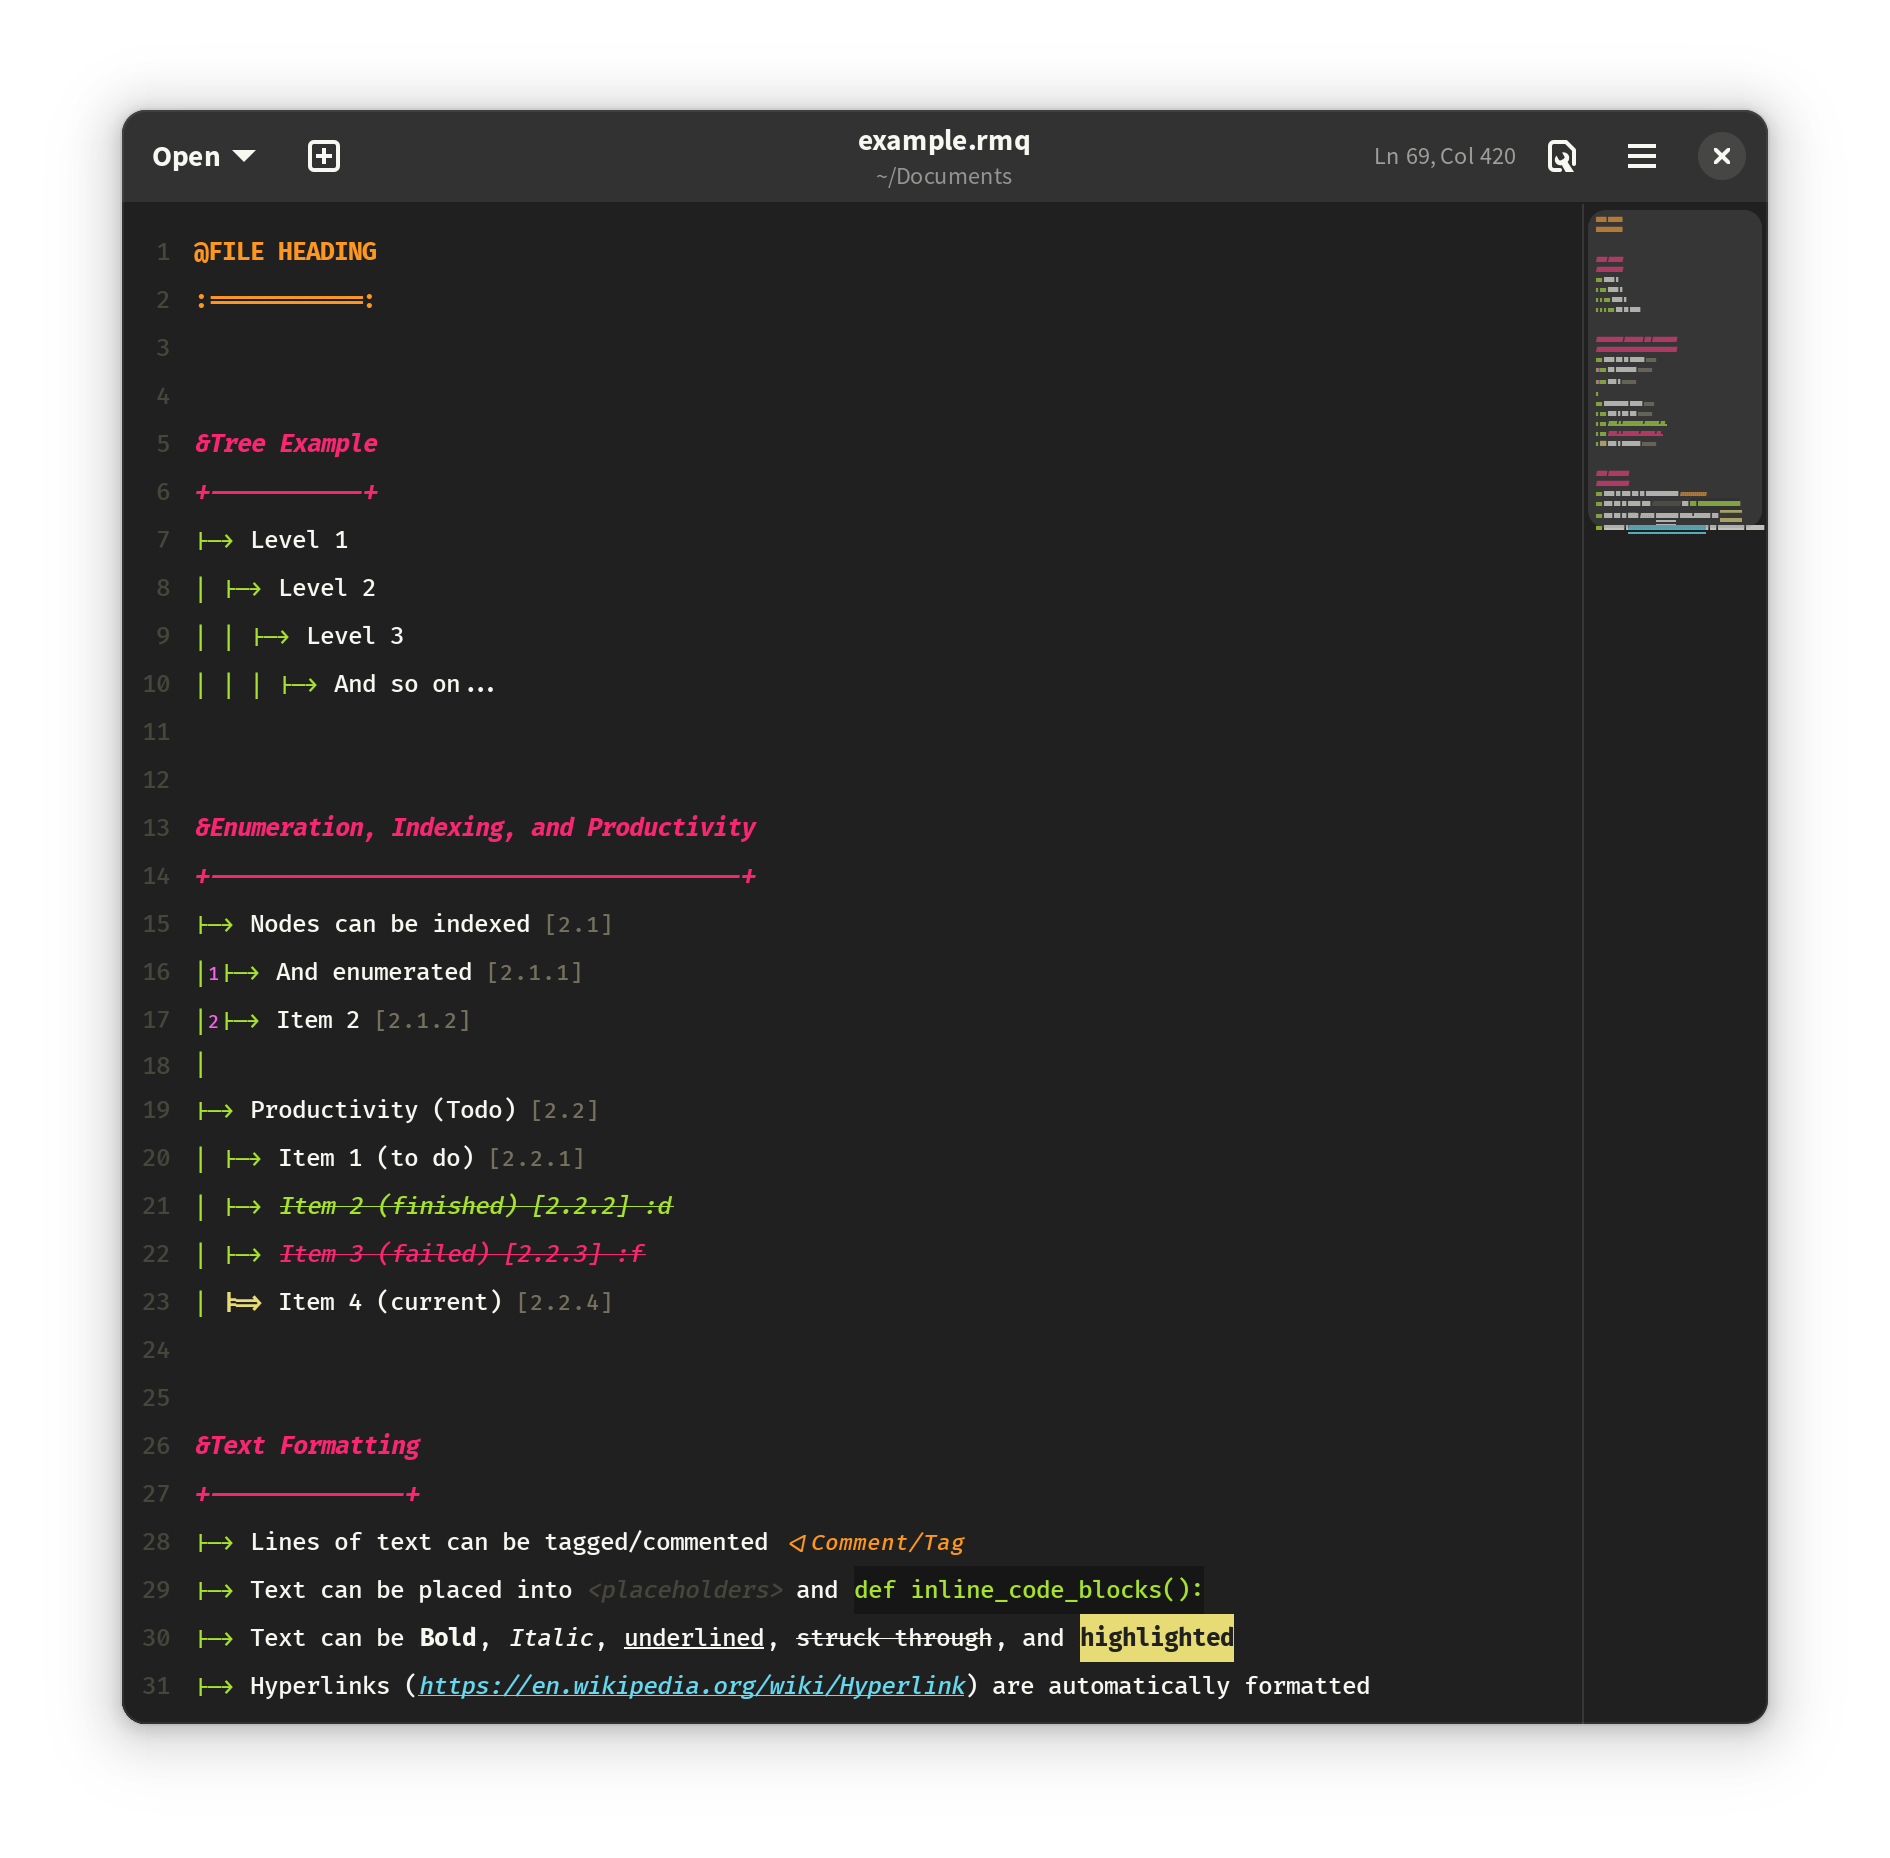 Open
example.rmq
~/Documents
Ln 69, Col 420
1 @FILE HEADING
2 :===========:
3
4
5 &Tree Example
6 +-----------+
7 |--> Level 1
8 | |--> Level 2
9 | | |--> Level 3
10 | | | |--> And so on...
11
12
13 &Enumeration, Indexing, and Productivity
14 +--------------------------------------+
15 |--> Nodes can be indexed [2.1]
16 |1|--> And enumerated [2.1.1]
17 |2|--> Item 2 [2.1.2]
18 |
19 |--> Productivity (Todo) [2.2]
20 | |--> Item 1 (to do) [2.2.1]
21 | |--> Item 2 (finished) [2.2.2] :d
22 | |--> Item 3 (failed) [2.2.3] :f
23 | |==> Item 4 (current) [2.2.4]
24
25
26 &Text Formatting
27 +--------------+
28 |--> Lines of text can be tagged/commented <|Comment/Tag
29 |--> Text can be placed into <placeholders> and def inline_code_blocks():
30 |--> Text can be Bold, Italic, underlined, struck through, and highlighted
31 |--> Hyperlinks (https://en.wikipedia.org/wiki/Hyperlink) are automatically formatted